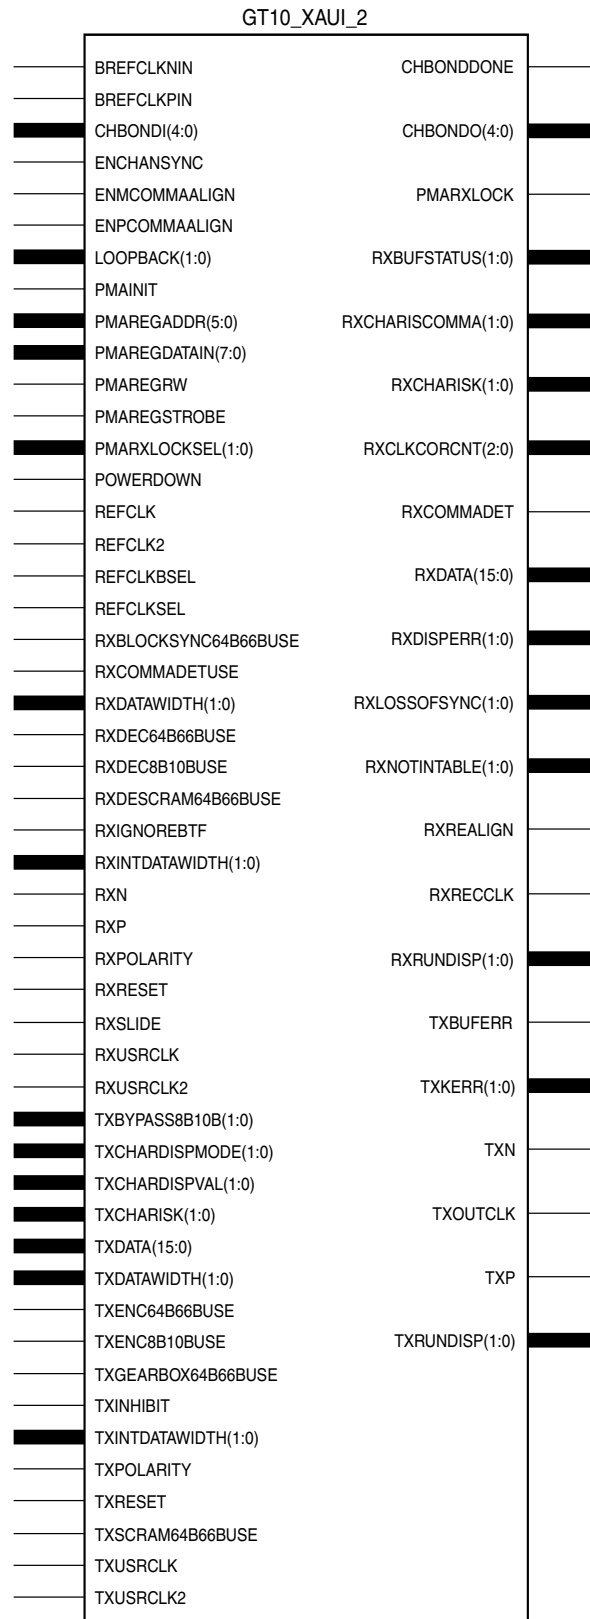 GT10_XAUI_2
BREFCLKNIN CHBONDDONE
BREFCLKPIN
CHBONDI(4:0) CHBONDO(4:0)
ENCHANSYNC
ENMCOMMAALIGN PMARXLOCK
ENPCOMMAALIGN
LOOPBACK(1:0) RXBUFSTATUS(1:0)
PMAINIT
PMAREGADDR(5:0) RXCHARISCOMMA(1:0)
PMAREGDATAIN(7:0)
PMAREGRW RXCHARISK(1:0)
PMAREGSTROBE
PMARXLOCKSEL(1:0) RXCLKCORCNT(2:0)
POWERDOWN
REFCLK RXCOMMADET
REFCLK2
REFCLKBSEL RXDATA(15:0)
REFCLKSEL
RXBLOCKSYNC64B66BUSE RXDISPERR(1:0)
RXCOMMADETUSE
RXDATAWIDTH(1:0) RXLOSSOFSYNC(1:0)
RXDEC64B66BUSE
RXDEC8B10BUSE RXNOTINTABLE(1:0)
RXDESCRAM64B66BUSE
RXIGNOREBTF RXREALIGN
RXINTDATAWIDTH(1:0)
RXN RXRECCLK
RXP
RXPOLARITY RXRUNDISP(1:0)
RXRESET
RXSLIDE TXBUFERR
RXUSRCLK
RXUSRCLK2 TXKERR(1:0)
TXBYPASS8B10B(1:0)
TXCHARDISPMODE(1:0) TXN
TXCHARDISPVAL(1:0)
TXCHARISK(1:0) TXOUTCLK
TXDATA(15:0)
TXDATAWIDTH(1:0) TXP
TXENC64B66BUSE
TXENC8B10BUSE TXRUNDISP(1:0)
TXGEARBOX64B66BUSE
TXINHIBIT
TXINTDATAWIDTH(1:0)
TXPOLARITY
TXRESET
TXSCRAM64B66BUSE
TXUSRCLK
TXUSRCLK2